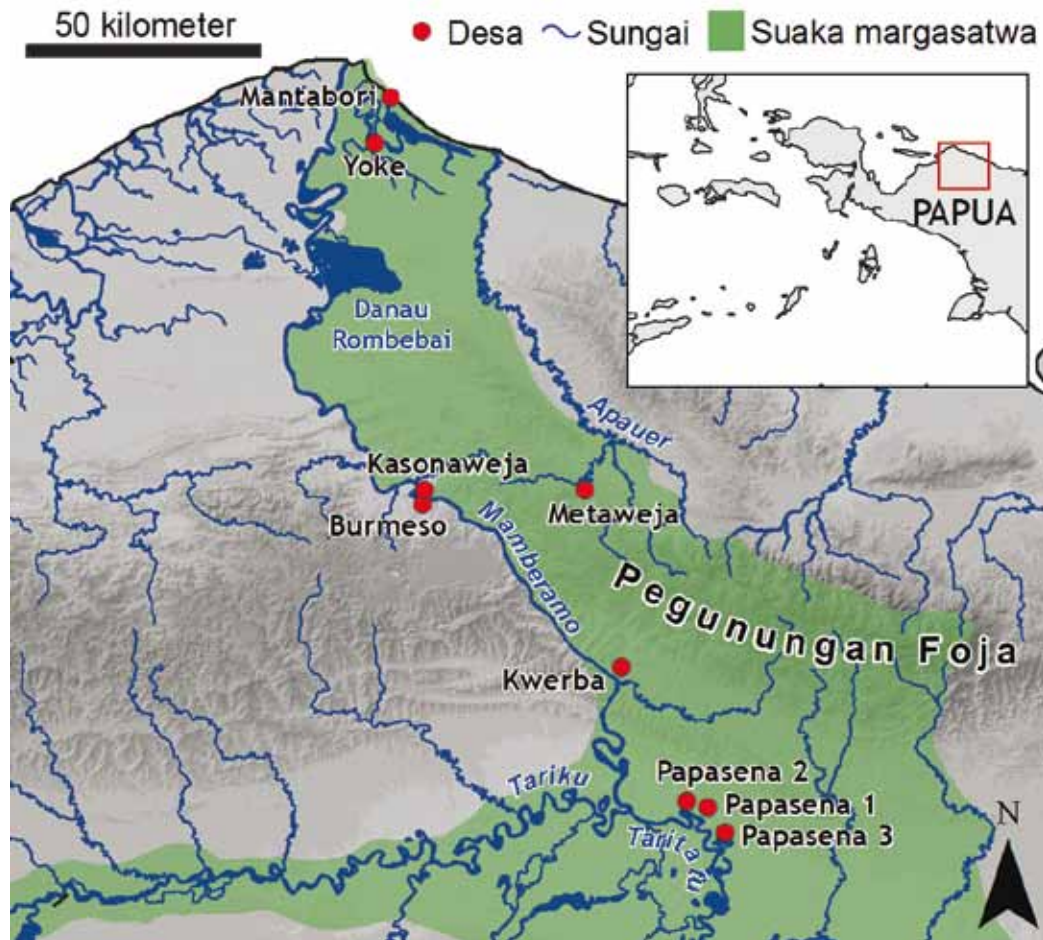 50 kilometer
Desa
Sungai
Suaka margasatwa
Mantabori
Yoke
PAPUA
Danau
Rombebai
Apauer
Kasonaweja
Metaweja
Burmeso
Mamberamo
Pegunungan Foja
Kwerba
Papasena 2
Tariku
Papasena 1
Papasena 3
Taritatu
N